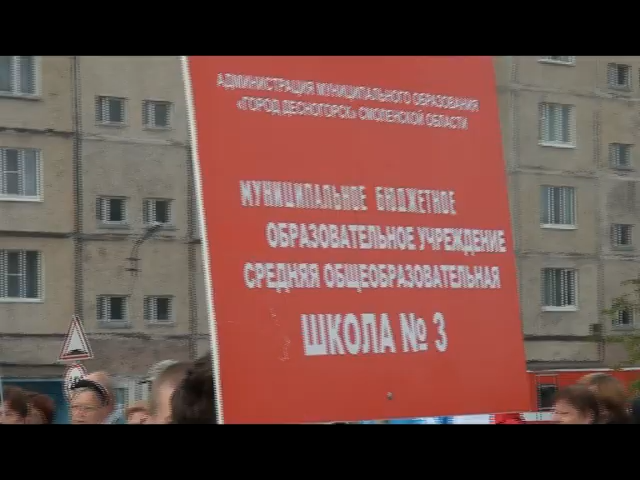 АДМИНИСТРАЦИЯ МУНИЦИПАЛЬНОГО ОБРАЗОВАНИЯ
«ГОРОД ДЕСНОГОРСК» СМОЛЕНСКОЙ ОБЛАСТИ
МУНИЦИПАЛЬНОЕ БЮДЖЕТНОЕ
ОБРАЗОВАТЕЛЬНОЕ УЧРЕЖДЕНИЕ
СРЕДНЯЯ ОБЩЕОБРАЗОВАТЕЛЬНАЯ
ШКОЛА № 3